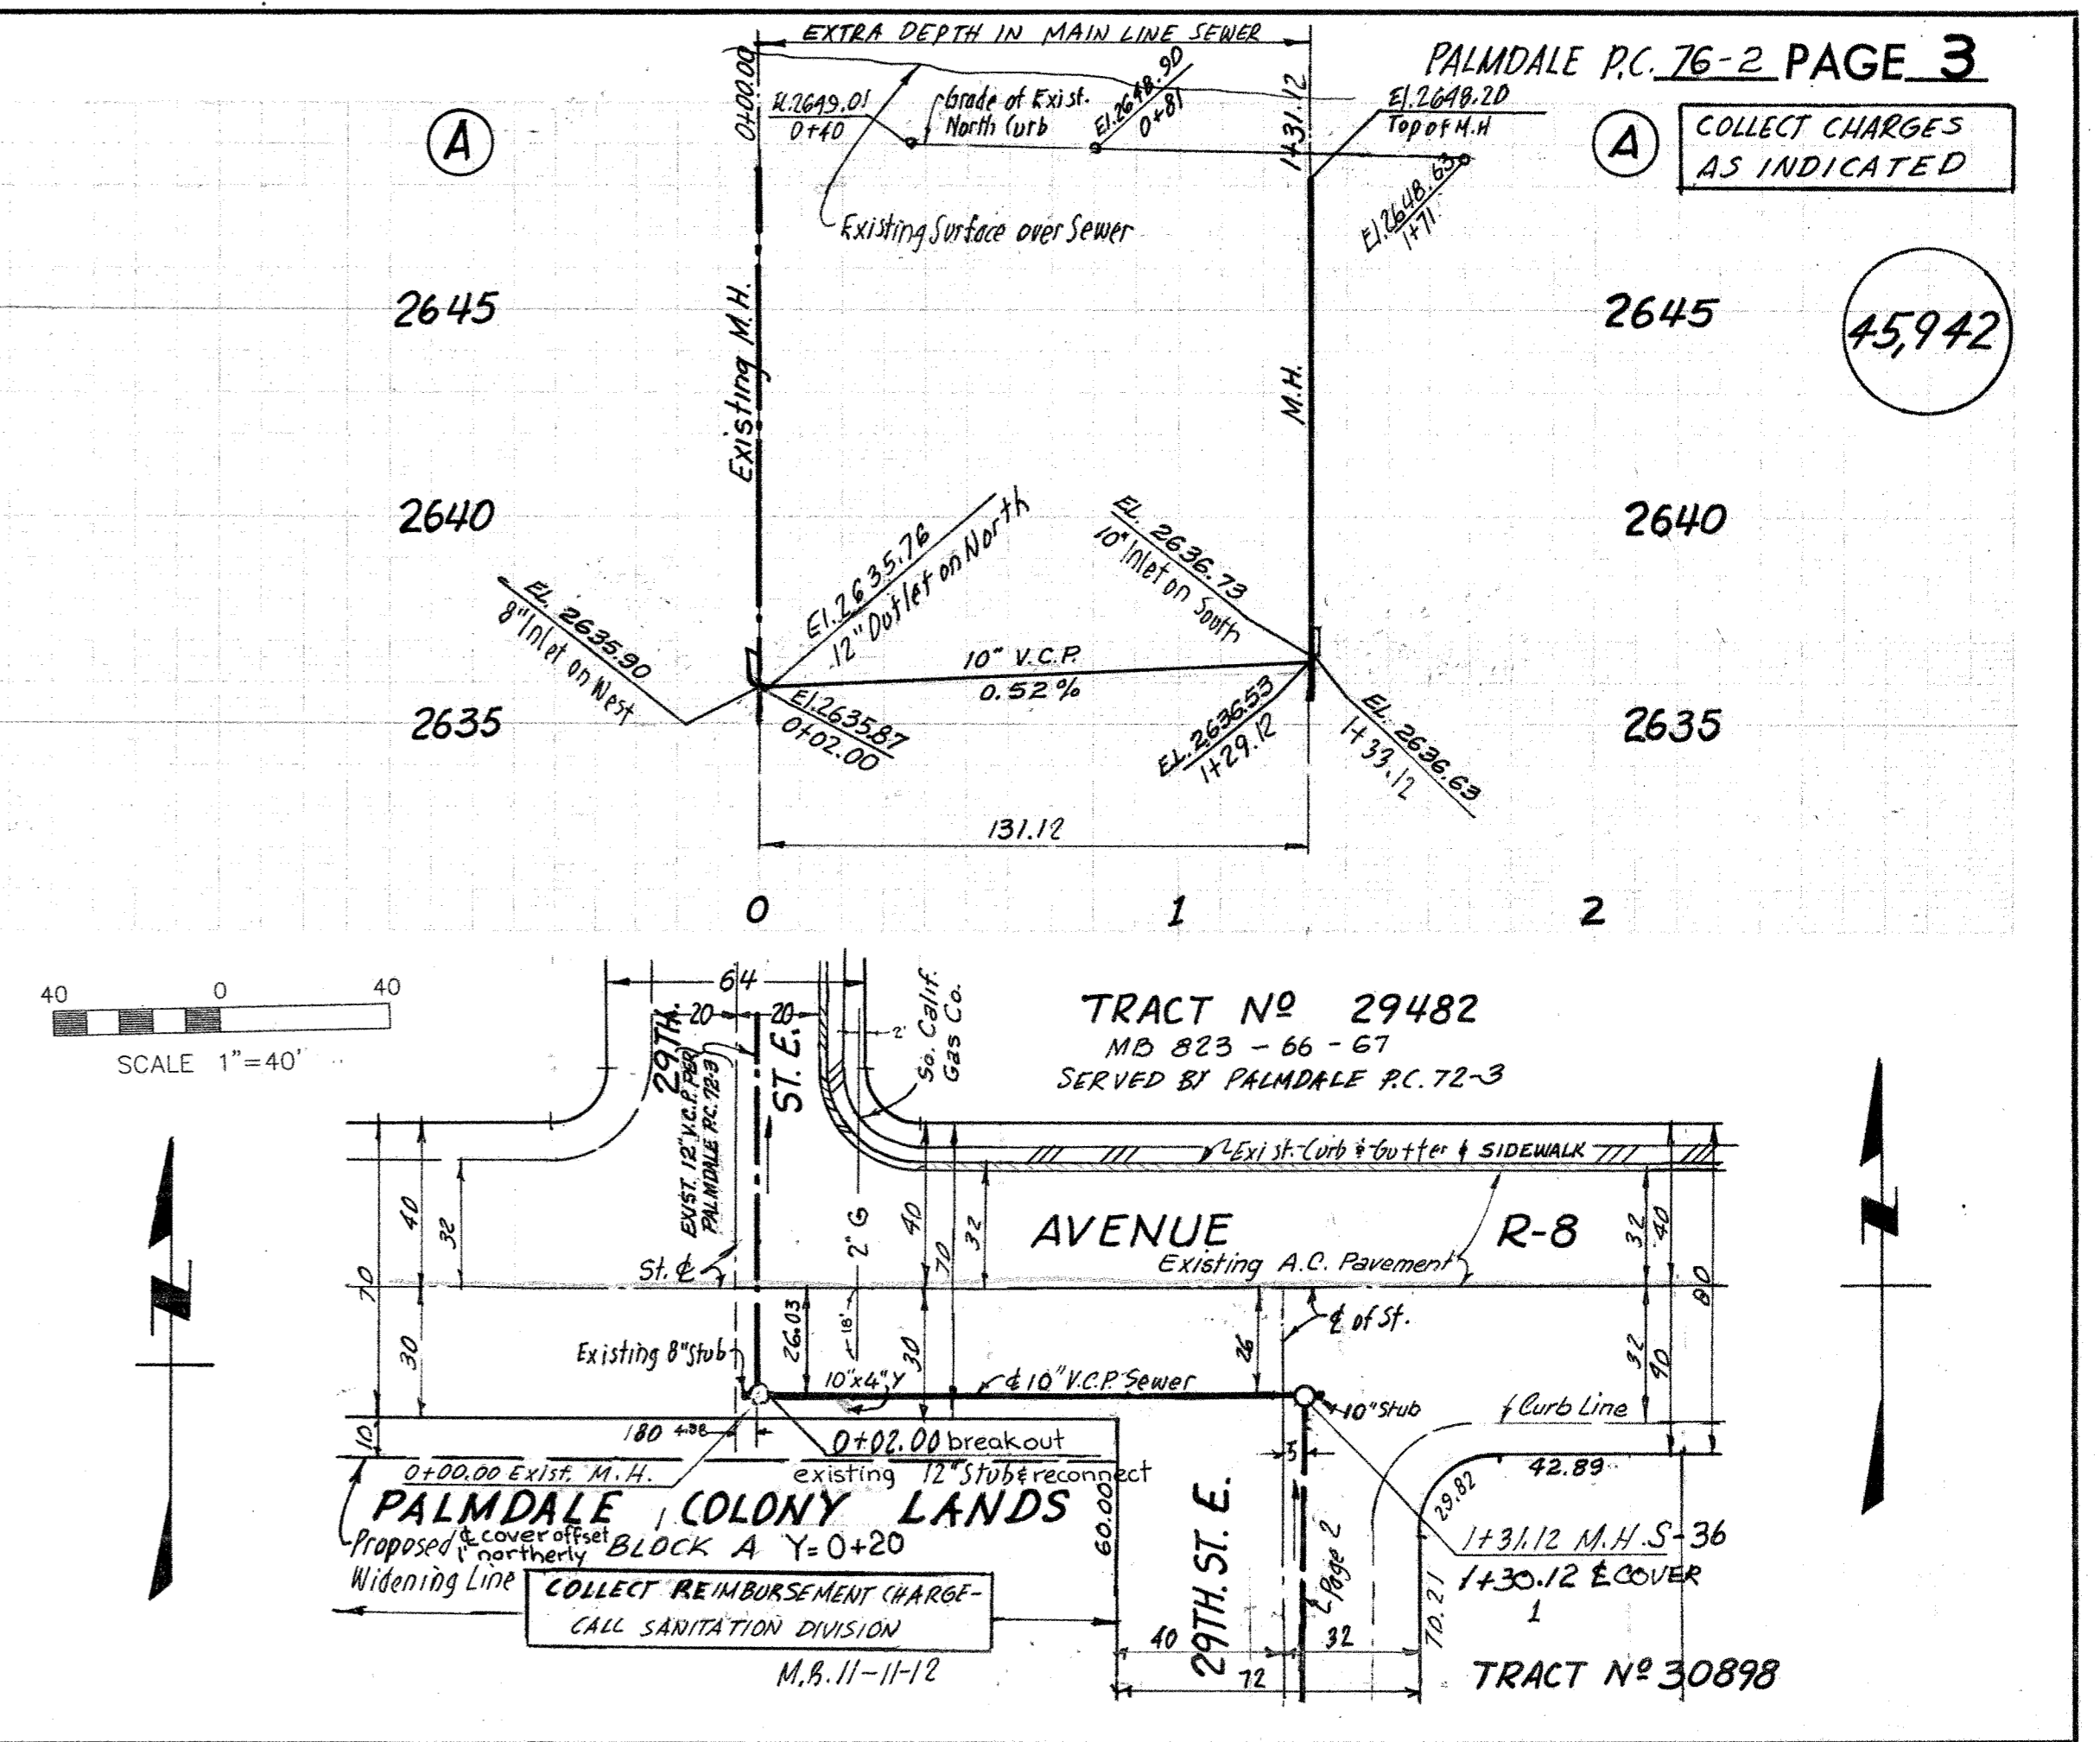 EXTRA DEPTH IN MAIN LINE SEWER
PALMDALE P.C. 76-2 PAGE 3
0+00.00
El.2649.01
0+40
Grade of Exist.
North Curb
El.2648.90
0+81
1+31.12
El.2648.20
Top of M.H
A
A
COLLECT CHARGES
AS INDICATED
El.2648.63
1+71
Existing Surface over Sewer
2645
2645
45,942
Existing M.H.
M.H.
2640
2640
El.2635.76
12" Outlet on North
EL. 2636.73
10" Inlet on South
EL. 2635.90
8" Inlet on West
10" V.C.P.
0.52%
2635
2635
El.2635.87
0+02.00
EL.2636.53
1+29.12
EL. 2636.63
1+33.12
131.12
0
1
2
40 0 40
SCALE 1"=40'
64
20 20
29TH.
ST. E.
EXIST. 12" V.C.P. PER
PALMDALE P.C. 72-3
2'
So. Calif.
Gas Co.
TRACT Nº 29482
MB 823 - 66 - 67
SERVED BY PALMDALE P.C. 72-3
Exist. Curb & Gutter & SIDEWALK
40
32
70
30
10
St. ℄
2" G
40
70
32
AVENUE R-8
Existing A.C. Pavement
32
40
80
26.03
18'
30
26
℄ of St.
32
40
Existing 8" Stub
10"x4" Y
℄ 10" V.C.P. Sewer
10" Stub
Curb Line
180 4.98
0+02.00 breakout
existing 12" Stub & reconnect
0+00.00 Exist. M.H.
5
42.89
29.82
PALMDALE COLONY LANDS
Proposed
Widening Line
℄ cover offset
1' northerly
BLOCK A Y=0+20
60.00
29TH. ST. E.
Page 2
1+31.12 M.H. S-36
1+30.12 ℄ COVER
1
70.21
COLLECT REIMBURSEMENT CHARGE-
CALL SANITATION DIVISION
M.B. 11-11-12
40
32
72
TRACT Nº 30898
N
N